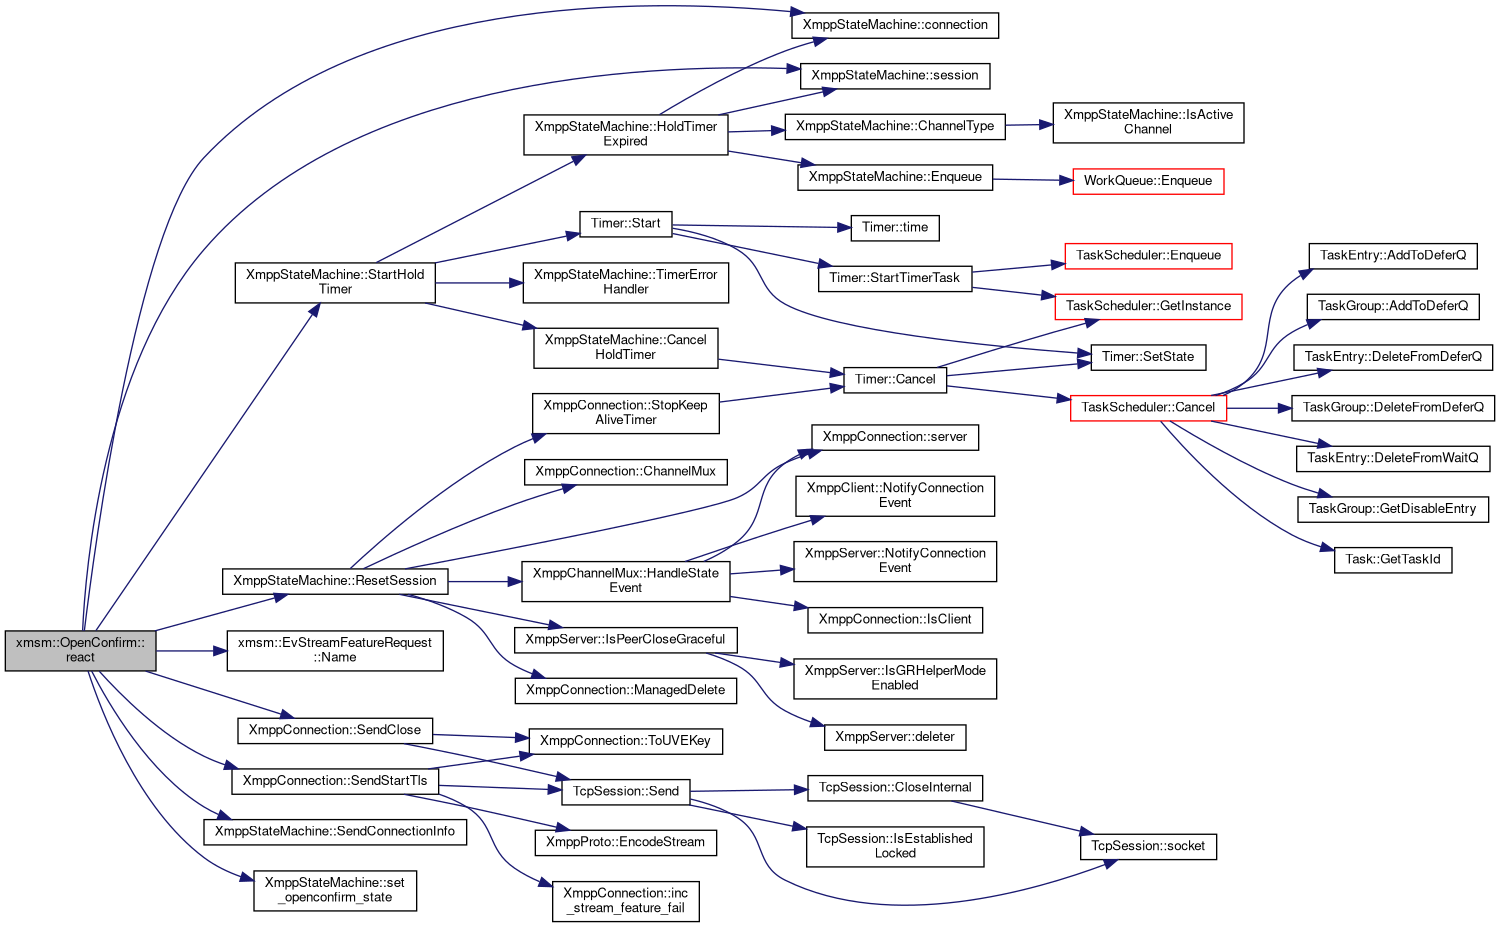 xmsm::OpenConfirm::
react
XmppStateMachine::StartHold
Timer
XmppStateMachine::ResetSession
xmsm::EvStreamFeatureRequest
::Name
XmppConnection::SendClose
XmppConnection::SendStartTls
XmppStateMachine::SendConnectionInfo
XmppStateMachine::set
_openconfirm_state
XmppStateMachine::HoldTimer
Expired
Timer::Start
XmppStateMachine::TimerError
Handler
XmppStateMachine::Cancel
HoldTimer
XmppConnection::StopKeep
AliveTimer
XmppConnection::ChannelMux
XmppChannelMux::HandleState
Event
XmppServer::IsPeerCloseGraceful
XmppConnection::ManagedDelete
XmppConnection::ToUVEKey
TcpSession::Send
XmppProto::EncodeStream
XmppConnection::inc
_stream_feature_fail
XmppStateMachine::connection
XmppStateMachine::session
XmppStateMachine::ChannelType
XmppStateMachine::Enqueue
Timer::time
Timer::StartTimerTask
Timer::Cancel
XmppConnection::server
XmppClient::NotifyConnection
Event
XmppServer::NotifyConnection
Event
XmppConnection::IsClient
XmppServer::IsGRHelperMode
Enabled
XmppServer::deleter
TcpSession::CloseInternal
TcpSession::IsEstablished
Locked
XmppStateMachine::IsActive
Channel
WorkQueue::Enqueue
TaskScheduler::Enqueue
TaskScheduler::GetInstance
Timer::SetState
TaskScheduler::Cancel
TcpSession::socket
TaskEntry::AddToDeferQ
TaskGroup::AddToDeferQ
TaskEntry::DeleteFromDeferQ
TaskGroup::DeleteFromDeferQ
TaskEntry::DeleteFromWaitQ
TaskGroup::GetDisableEntry
Task::GetTaskId